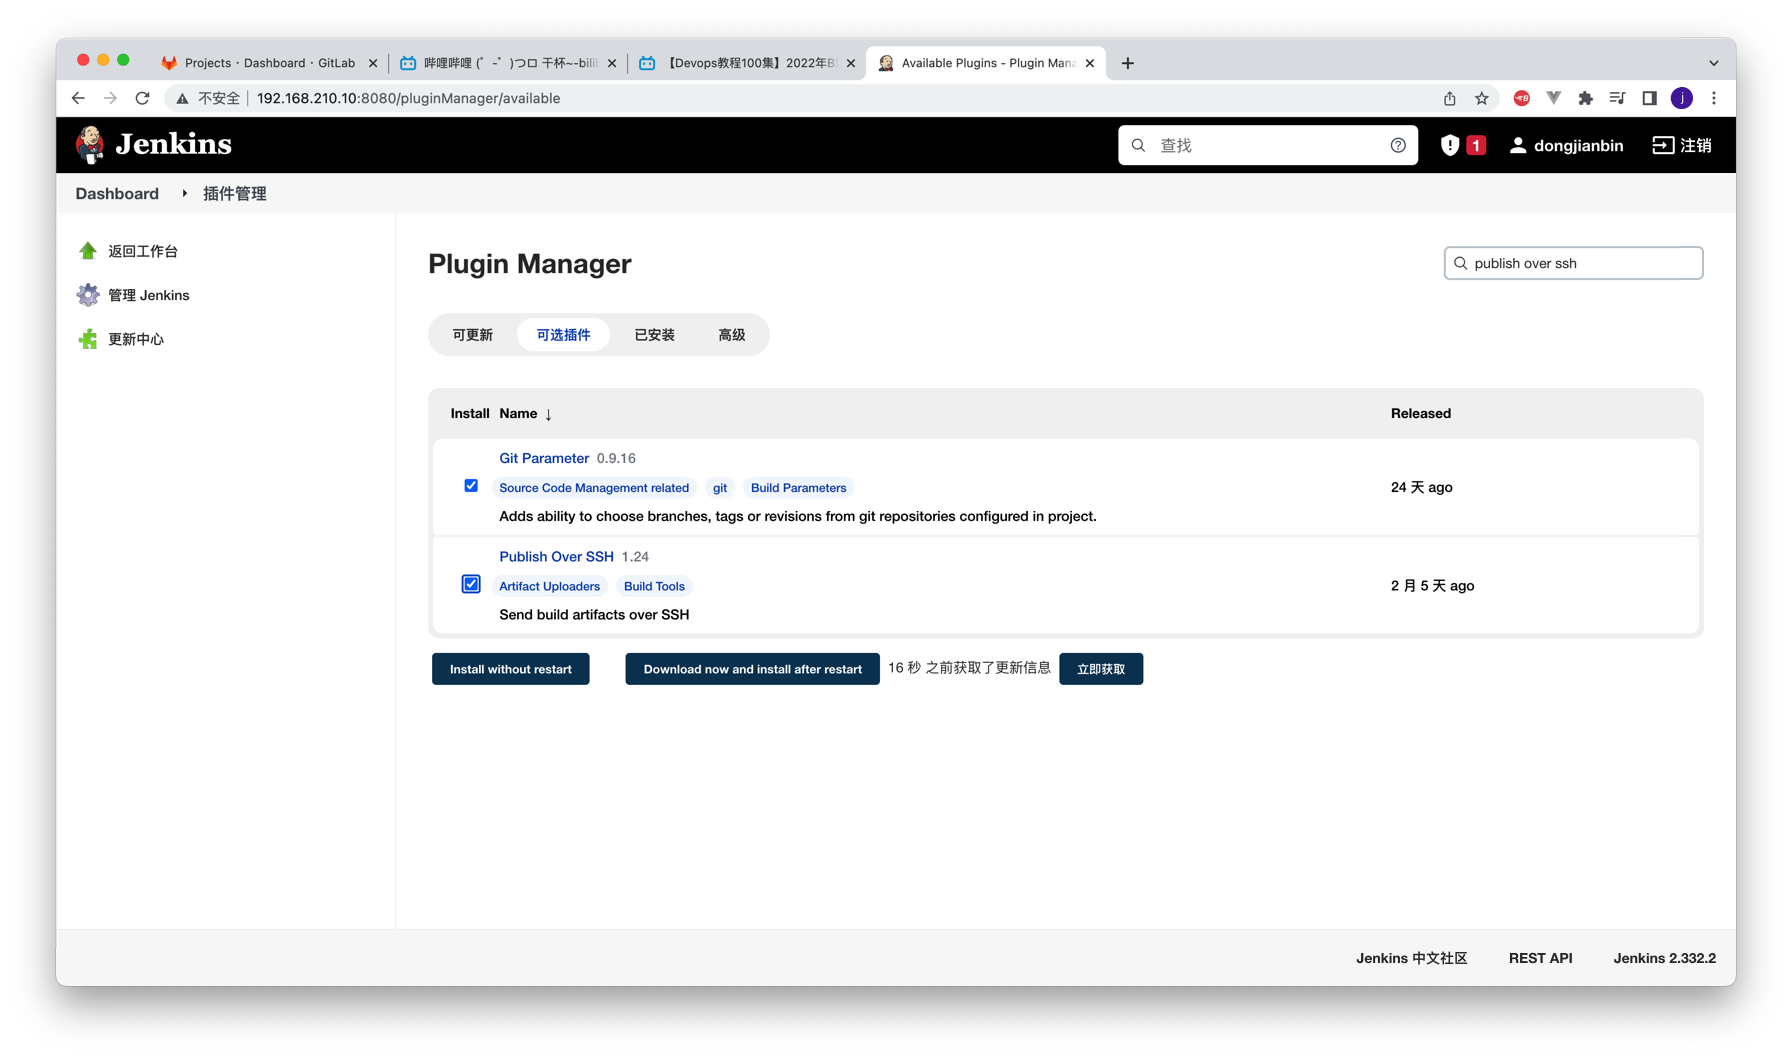 Projects · Dashboard · GitLab
哔哩哔哩 (゜-゜)つロ 干杯~-bili
【Devops教程100集】2022年B
Available Plugins - Plugin Mana
不安全
192.168.210.10:8080/pluginManager/available
j
Jenkins
查找
1
dongjianbin
注销
Dashboard
插件管理
返回工作台
管理 Jenkins
更新中心
Plugin Manager
publish over ssh
可更新
可选插件
已安装
高级
Install Name ↓ Released
Git Parameter 0.9.16
Source Code Management related git Build Parameters
24 天 ago
Adds ability to choose branches, tags or revisions from git repositories configured in project.
Publish Over SSH 1.24
Artifact Uploaders Build Tools
2 月 5 天 ago
Send build artifacts over SSH
Install without restart
Download now and install after restart
16 秒 之前获取了更新信息
立即获取
Jenkins 中文社区
REST API
Jenkins 2.332.2